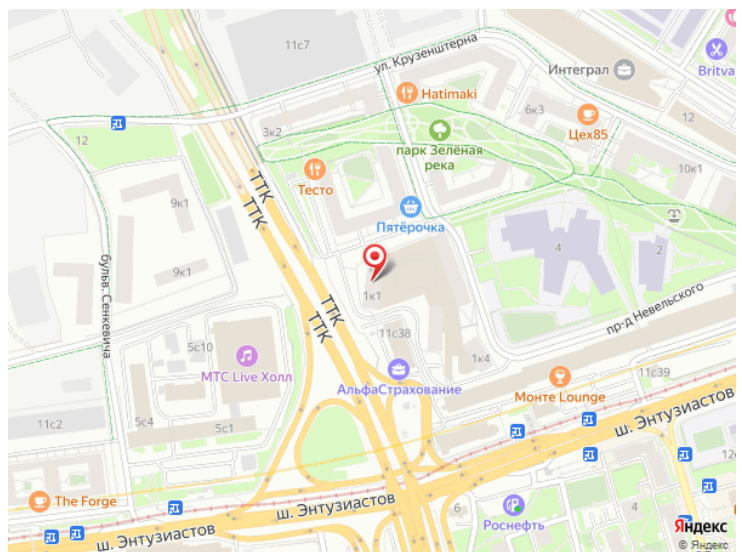 11с7
ул. Крузенштерна
Интеграл
Britva
Hatimaki
6к3
12
12
3к2
Цех85
парк Зелёная
река
10к1
Тесто
ТТК
ТТК
9к1
Пятёрочка
4
2
9к1
бульв. Сенкевича
1к1
ТТК
ТТК
пр-д Невельского
11с38
5с10
1к4
МТС Live Холл
АльфаСтрахование
11с39
Монте Lounge
11с2
5с4
5с1
ш. Энтузиастов
The Forge
ш. Энтузиастов
6
Роснефть
4
ш. Энтузиастов
Яндекс
© Яндекс